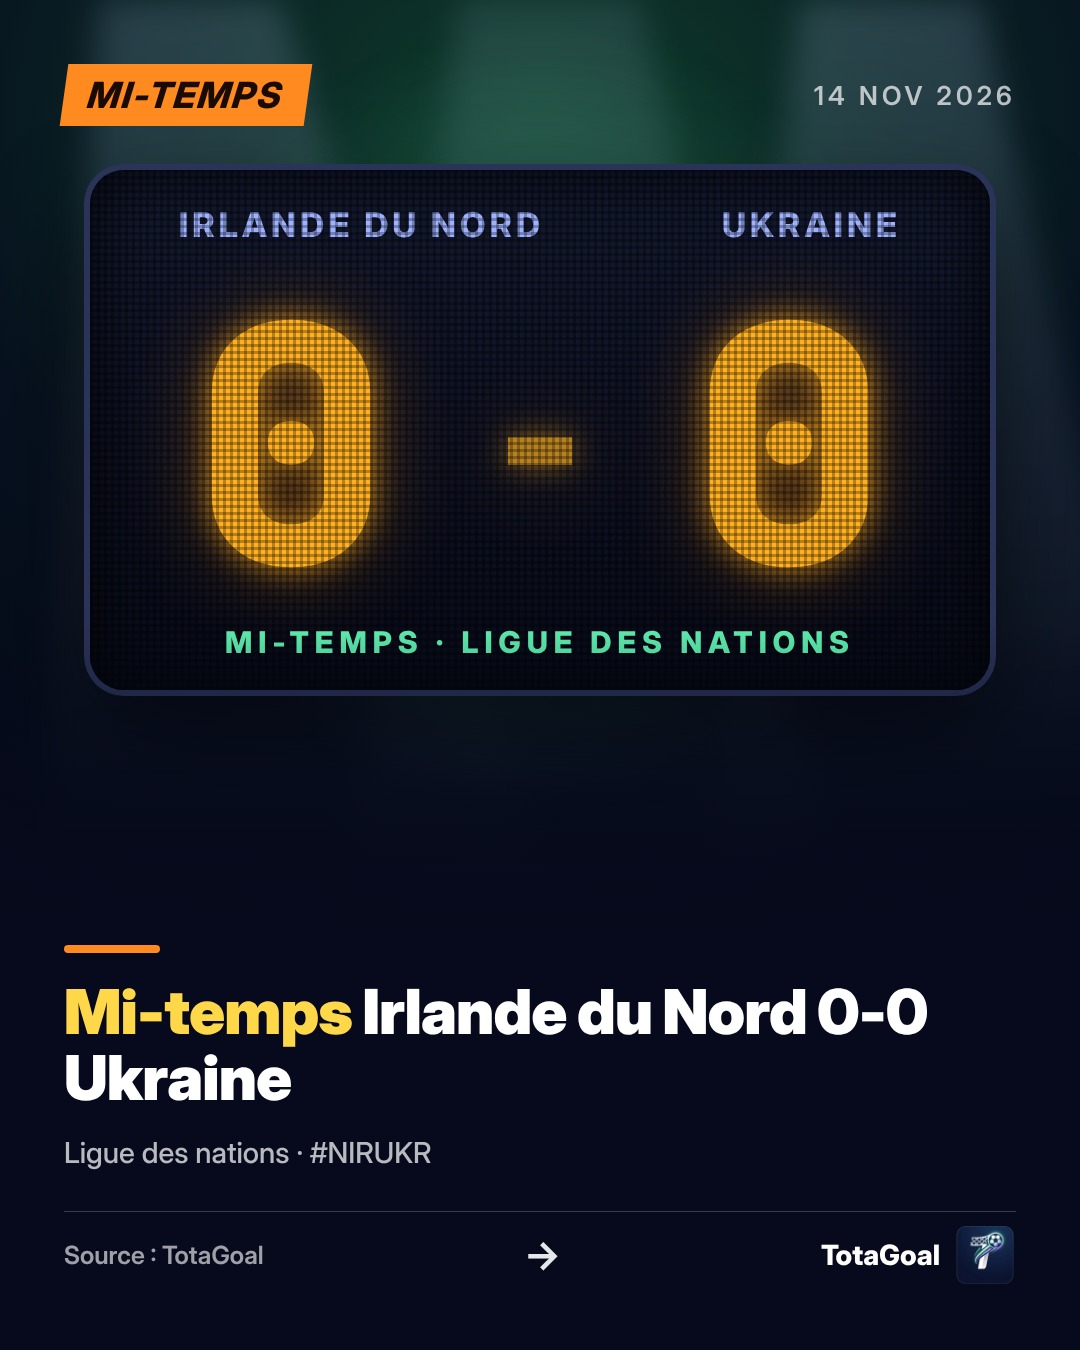 MI-TEMPS
14 NOV 2026
IRLANDE DU NORD
UKRAINE
0 - 0
MI-TEMPS · LIGUE DES NATIONS
Mi-temps Irlande du Nord 0-0
Ukraine
Ligue des nations · #NIRUKR
Source : TotaGoal
→
TotaGoal